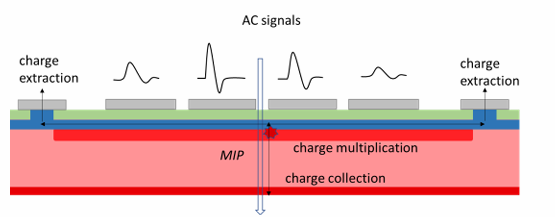 AC signals
charge
extraction
charge
extraction
MIP
charge multiplication
charge collection